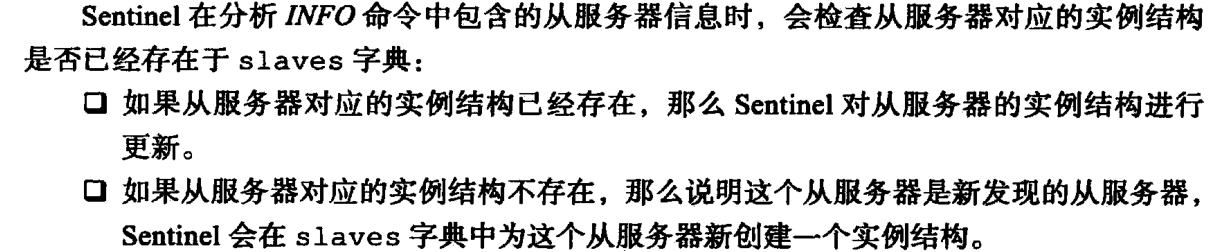 Sentinel 在分析 INFO 命令中包含的从服务器信息时，会检查从服务器对应的实例结构
是否已经存在于 slaves 字典：
❑ 如果从服务器对应的实例结构已经存在，那么 Sentinel 对从服务器的实例结构进行
更新。
❑ 如果从服务器对应的实例结构不存在，那么说明这个从服务器是新发现的从服务器，
Sentinel 会在 slaves 字典中为这个从服务器新创建一个实例结构。